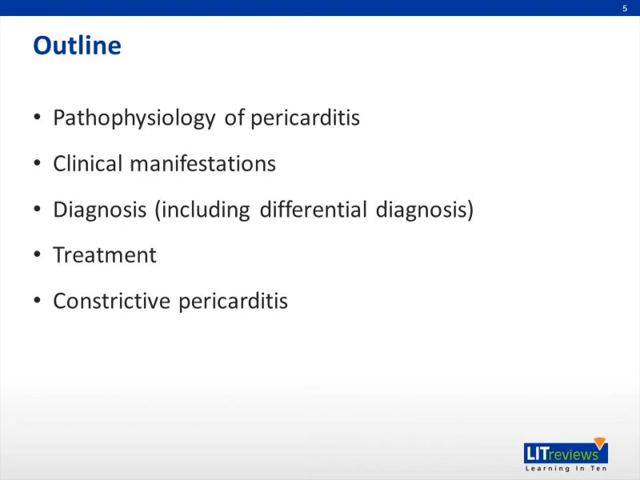 5
Outline
• Pathophysiology of pericarditis
• Clinical manifestations
• Diagnosis (including differential diagnosis)
• Treatment
• Constrictive pericarditis
LITreviews
Learning In Ten